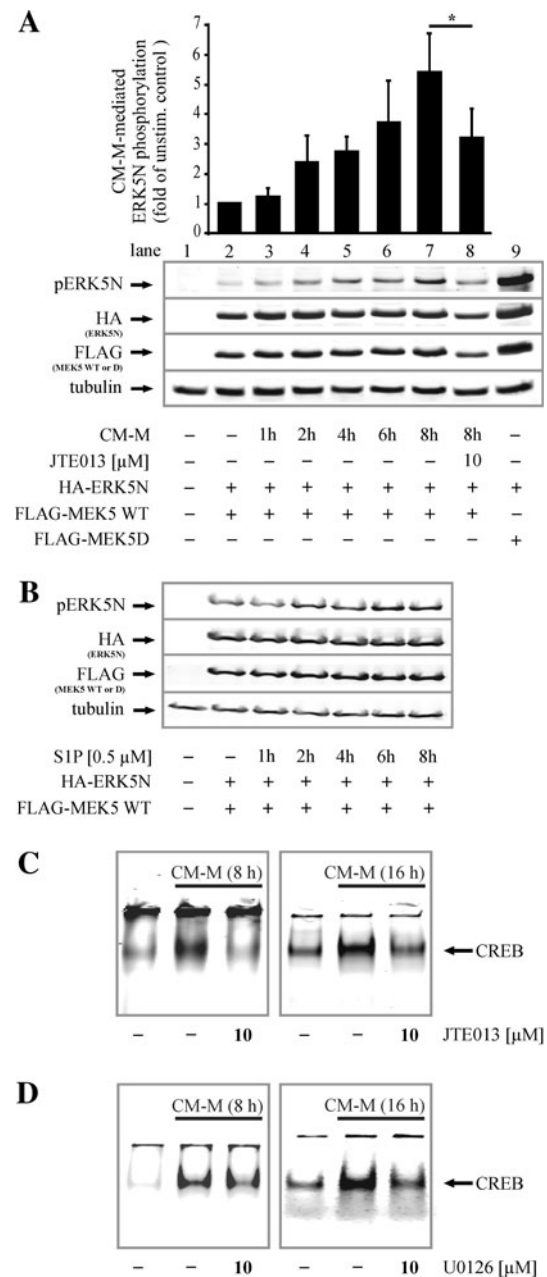 A
*
7
6
5
4
3
2
1
0
CM-M-mediated
ERK5N phosphorylation
(fold of unstim. control )
lane 1 2 3 4 5 6 7 8 9
pERK5N
HA
(ERK5N)
FLAG
(MEK5 WT or D)
tubulin
CM-M – – 1h 2h 4h 6h 8h 8h –
JTE013 [µM] 10
HA-ERK5N – + + + + + + + +
FLAG-MEK5 WT – + + + + + + + –
FLAG-MEK5D – – – – – – – – +
B
pERK5N
HA
(ERK5N)
FLAG
(MEK5 WT or D)
tubulin
S1P [0.5 µM] – – 1h 2h 4h 6h 8h
HA-ERK5N – + + + + + +
FLAG-MEK5 WT – + + + + + +
C
CM-M (8 h) CM-M (16 h)
CREB
– – 10 – – 10 JTE013 [µM]
D
CM-M (8 h) CM-M (16 h)
CREB
– – 10 – – 10 U0126 [µM]